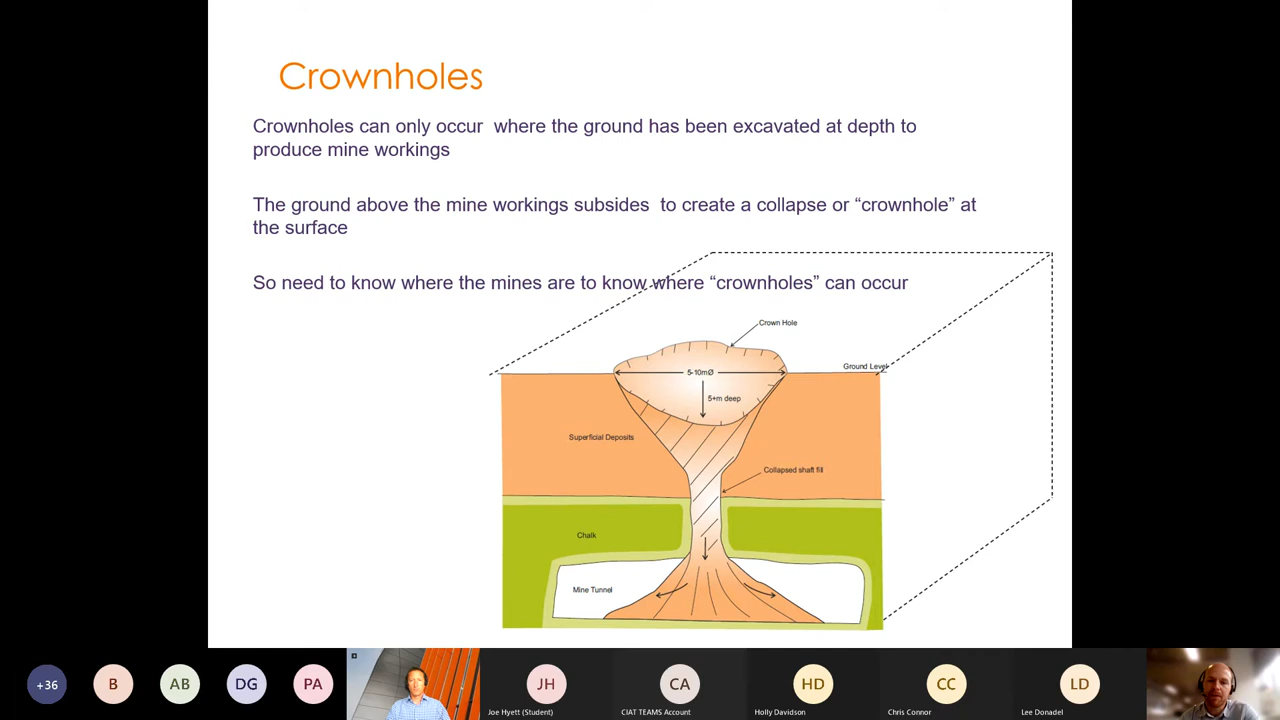 Crownholes
Crownholes can only occur  where the ground has been excavated at depth to
produce mine workings
The ground above the mine workings subsides  to create a collapse or “crownhole” at
the surface
So need to know where the mines are to know where “crownholes” can occur
Crown Hole
Ground Level
5-10mØ
5+m deep
Superficial Deposits
Collapsed shaft fill
Chalk
Mine Tunnel
+36
B
AB
DG
PA
JH
CA
HD
CC
LD
Joe Hyett (Student)
CIAT TEAMS Account
Holly Davidson
Chris Connor
Lee Donadel